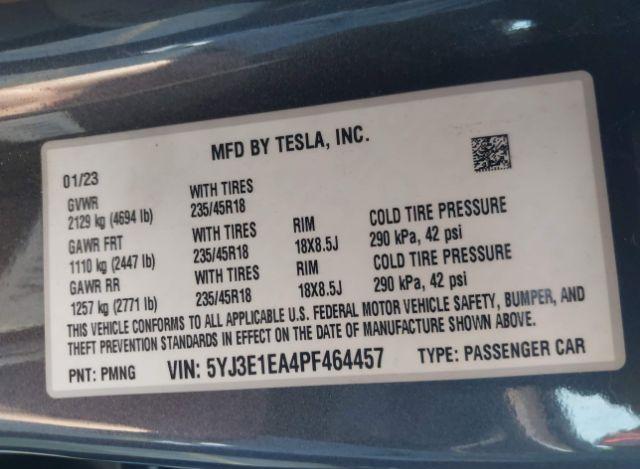 MFD BY TESLA, INC.
01/23
GVWR WITH TIRES
2129 kg (4694 lb) 235/45R18
GAWR FRT WITH TIRES RIM COLD TIRE PRESSURE
1110 kg (2447 lb) 235/45R18 18X8.5J 290 kPa, 42 psi
GAWR RR WITH TIRES RIM COLD TIRE PRESSURE
1257 kg (2771 lb) 235/45R18 18X8.5J 290 kPa, 42 psi
THIS VEHICLE CONFORMS TO ALL APPLICABLE U.S. FEDERAL MOTOR VEHICLE SAFETY, BUMPER, AND
THEFT PREVENTION STANDARDS IN EFFECT ON THE DATE OF MANUFACTURE SHOWN ABOVE.
PNT: PMNG VIN: 5YJ3E1EA4PF464457 TYPE: PASSENGER CAR